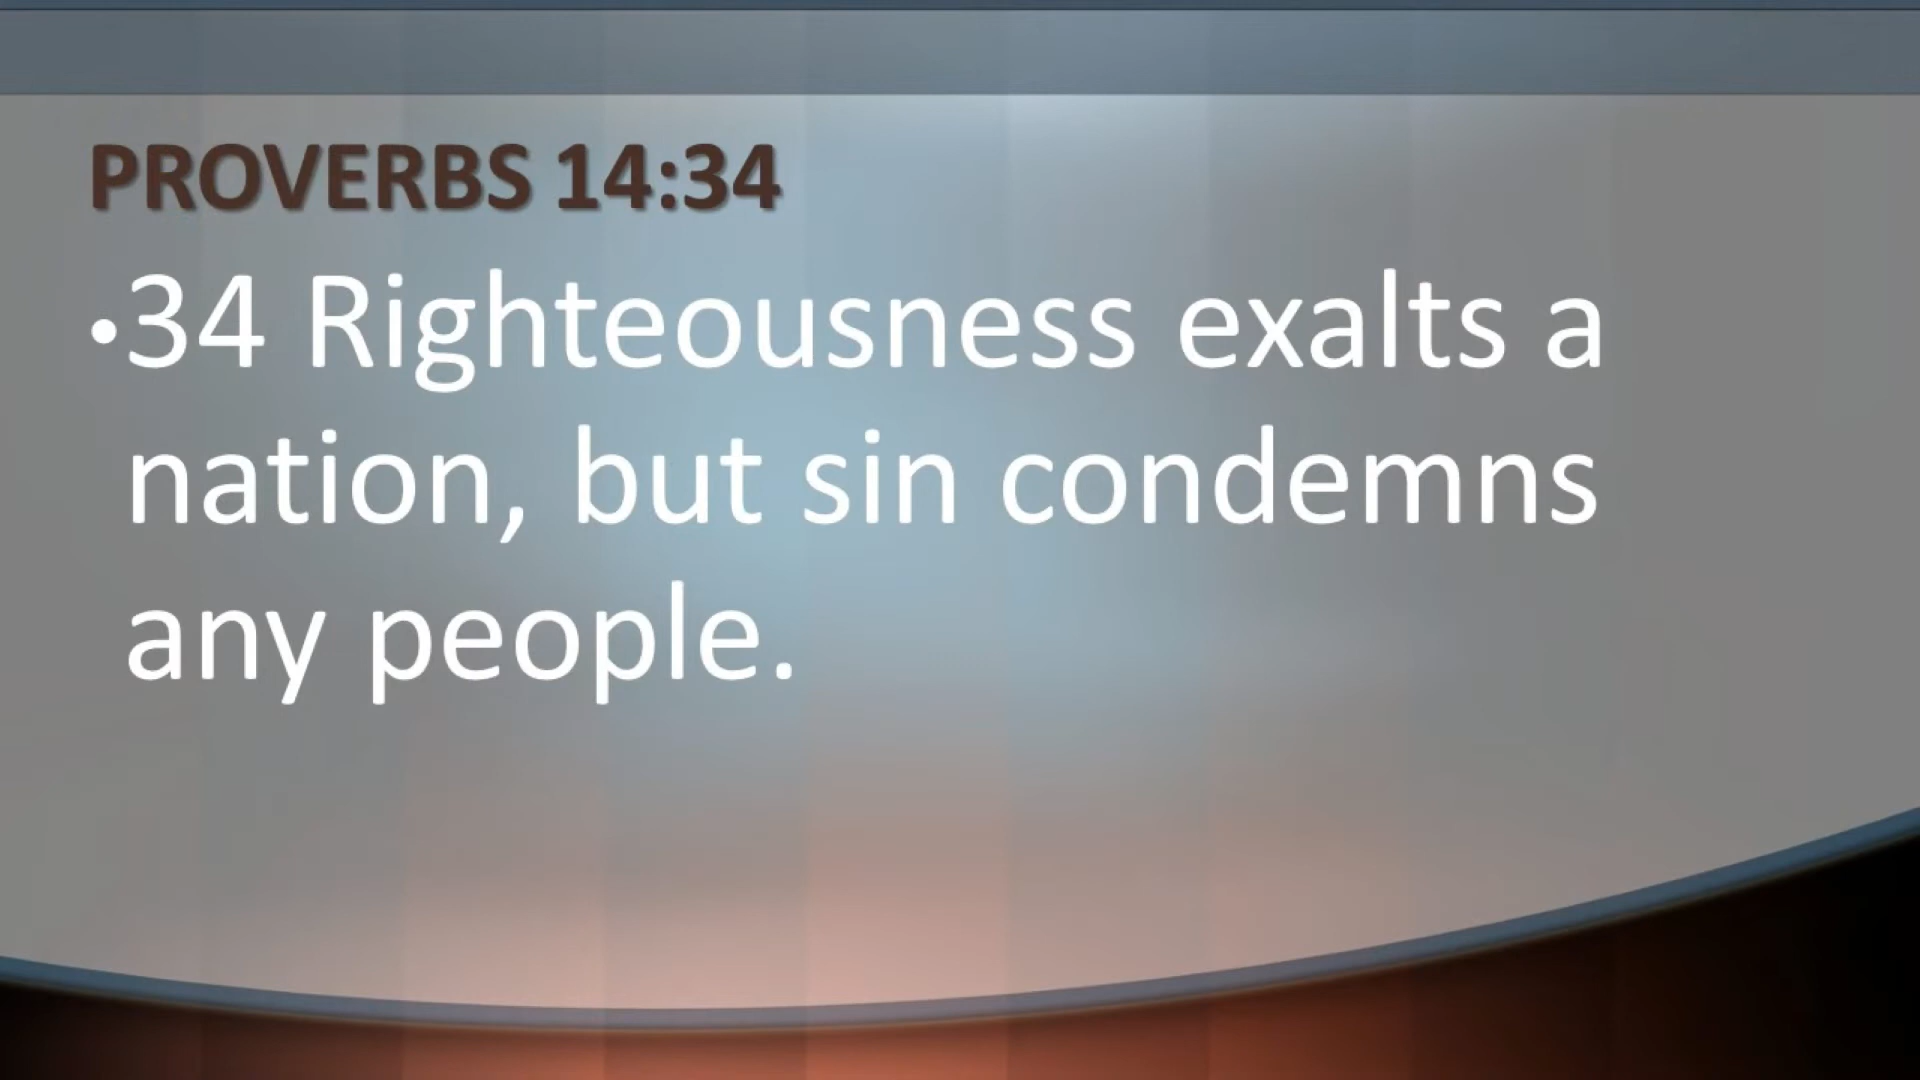 PROVERBS 14:34
•34 Righteousness exalts a
nation, but sin condemns
any people.